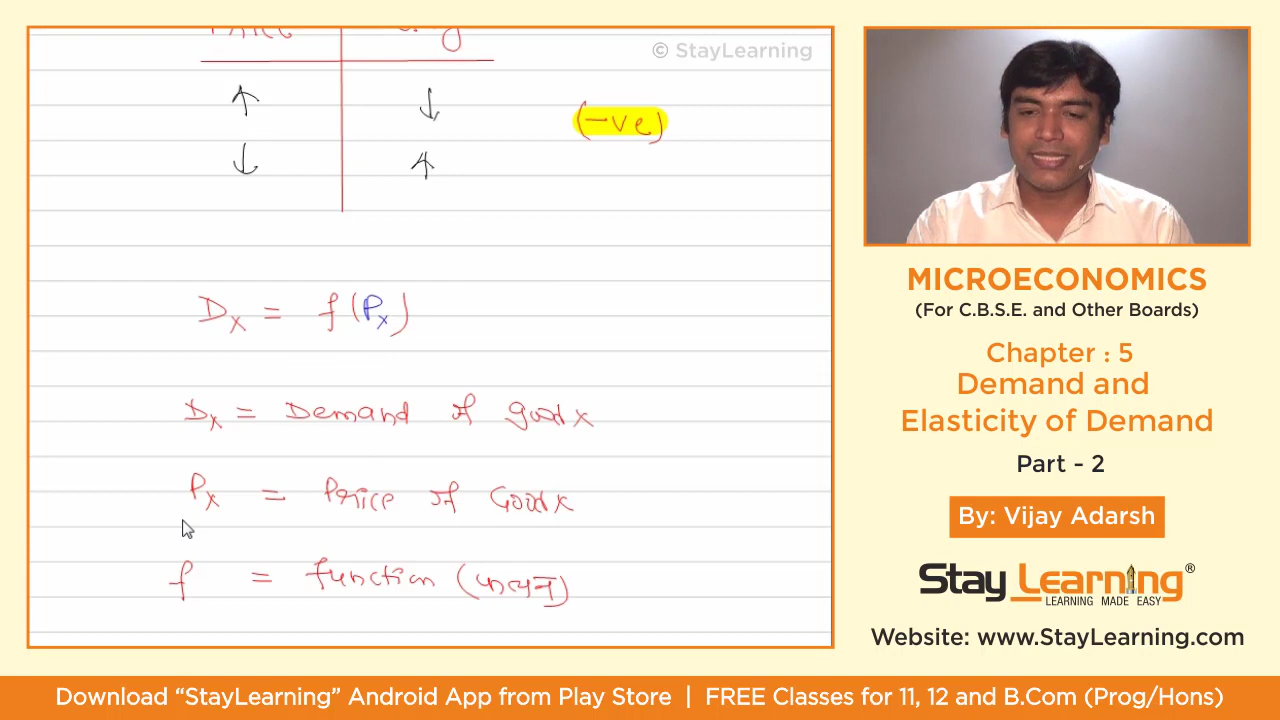 © StayLearning
(-ve)
Dx = f(Px)
Dx = Demand of good x
Px = Price of Good x
f = function (फलन)
MICROECONOMICS
(For C.B.S.E. and Other Boards)
Chapter : 5
Demand and
Elasticity of Demand
Part - 2
By: Vijay Adarsh
Stay Learning®
LEARNING MADE EASY
Website: www.StayLearning.com
Download “StayLearning” Android App from Play Store | FREE Classes for 11, 12 and B.Com (Prog/Hons)